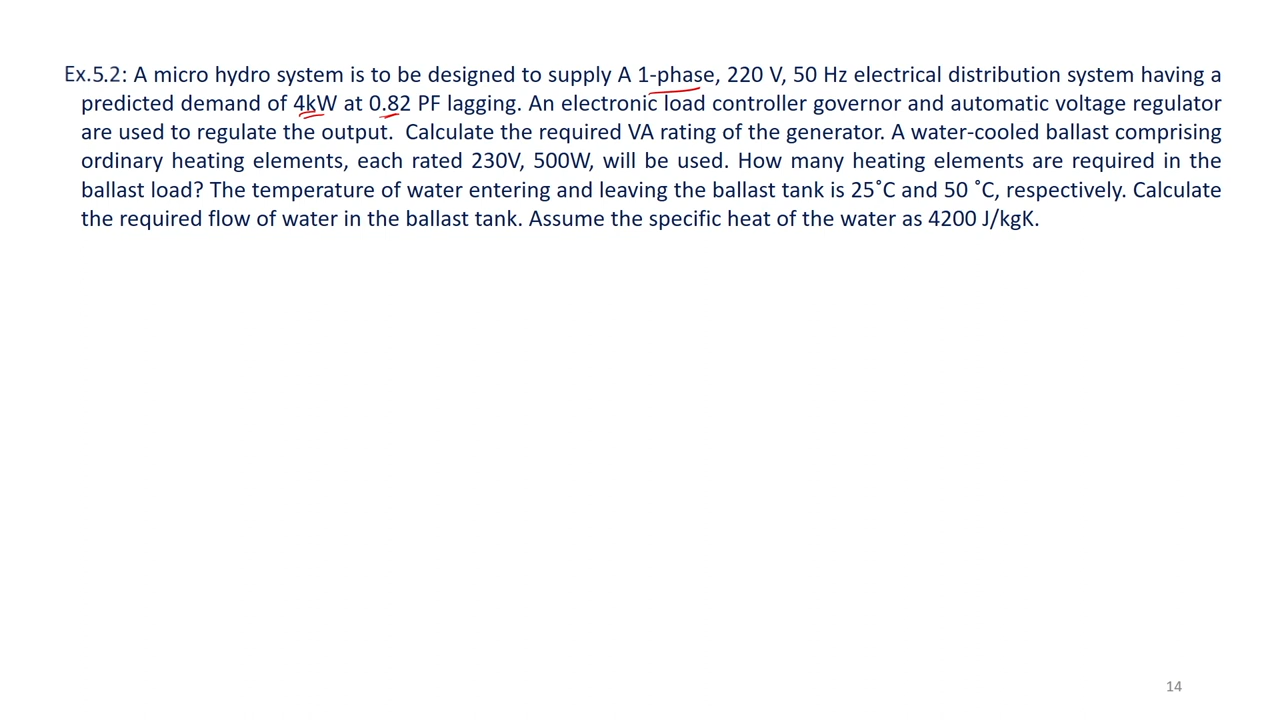 Ex.5.2: A micro hydro system is to be designed to supply A 1-phase, 220 V, 50 Hz electrical distribution system having a
predicted demand of 4kW at 0.82 PF lagging. An electronic load controller governor and automatic voltage regulator
are used to regulate the output.  Calculate the required VA rating of the generator. A water-cooled ballast comprising
ordinary heating elements, each rated 230V, 500W, will be used. How many heating elements are required in the
ballast load? The temperature of water entering and leaving the ballast tank is 25˚C and 50 ˚C, respectively. Calculate
the required flow of water in the ballast tank. Assume the specific heat of the water as 4200 J/kgK.
14